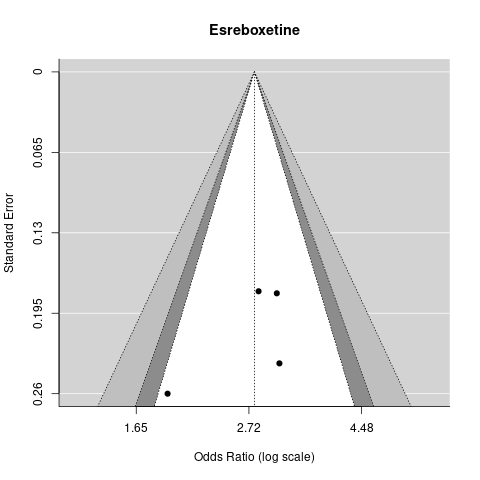 Esreboxetine
0
0.065
0.13
0.195
0.26
Standard Error
1.65 2.72 4.48
Odds Ratio (log scale)